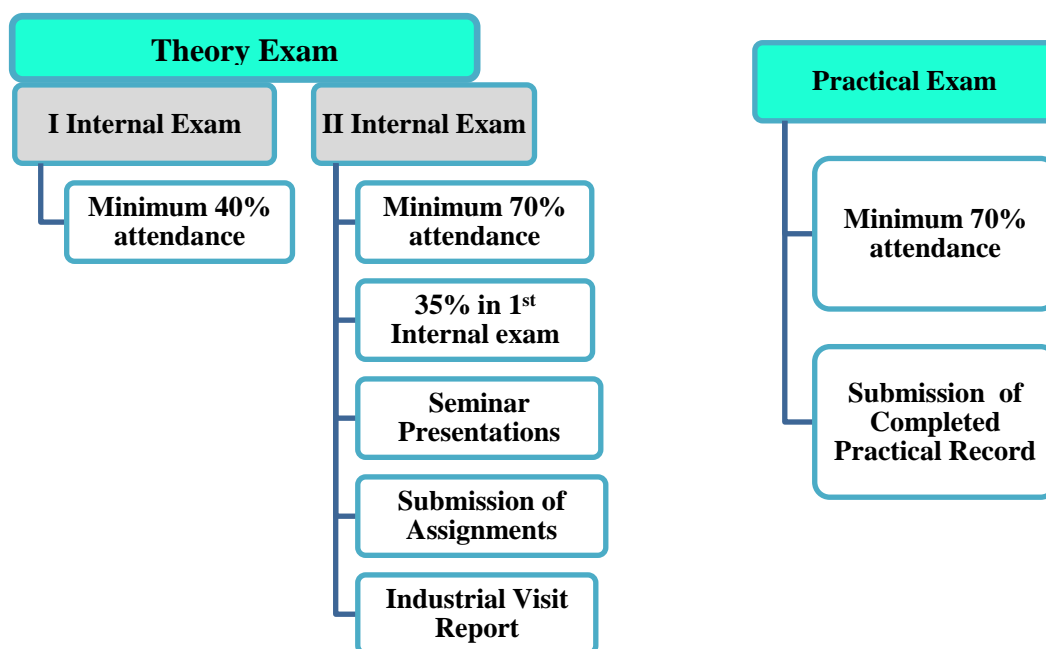 Theory Exam
I Internal Exam
Minimum 40%
attendance
II Internal Exam
Minimum 70%
attendance
35% in 1st
Internal exam
Seminar
Presentations
Submission of
Assignments
Industrial Visit
Report
Practical Exam
Minimum 70%
attendance
Submission of
Completed
Practical Record